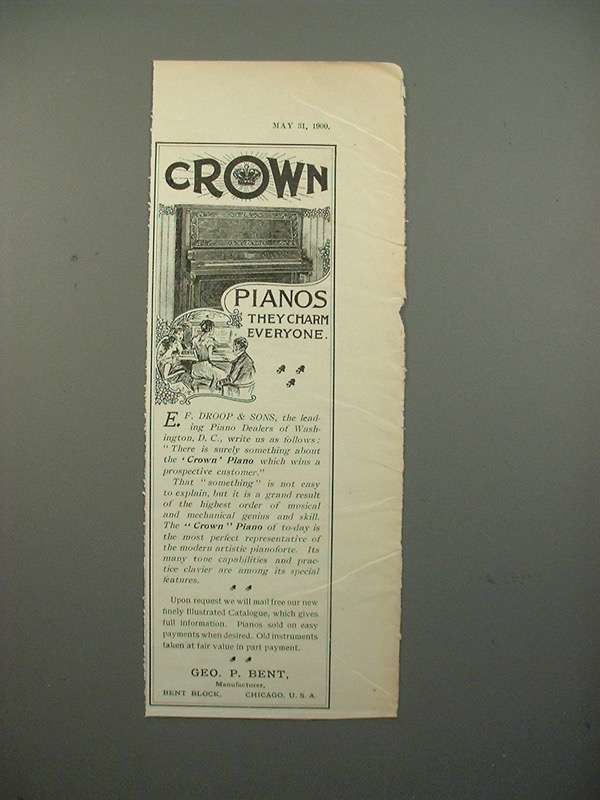 MAY 31, 1900.
CROWN
PIANOS
THEY CHARM
EVERYONE.
E. F. DROOP & SONS, the lead-
ing Piano Dealers of Wash-
ington, D. C., write us as follows:
"There is surely something about
the 'Crown' Piano which wins a
prospective customer."
That "something" is not easy
to explain, but it is a grand result
of the highest order of musical
and mechanical genius and skill.
The "Crown" Piano of to-day is
the most perfect representative of
the modern artistic pianoforte. Its
many tone capabilities and prac-
tice clavier are among its special
features.
Upon request we will mail free our new
finely Illustrated Catalogue, which gives
full information. Pianos sold on easy
payments when desired. Old instruments
taken at fair value in part payment.
GEO. P. BENT,
Manufacturer,
BENT BLOCK, CHICAGO, U. S. A.